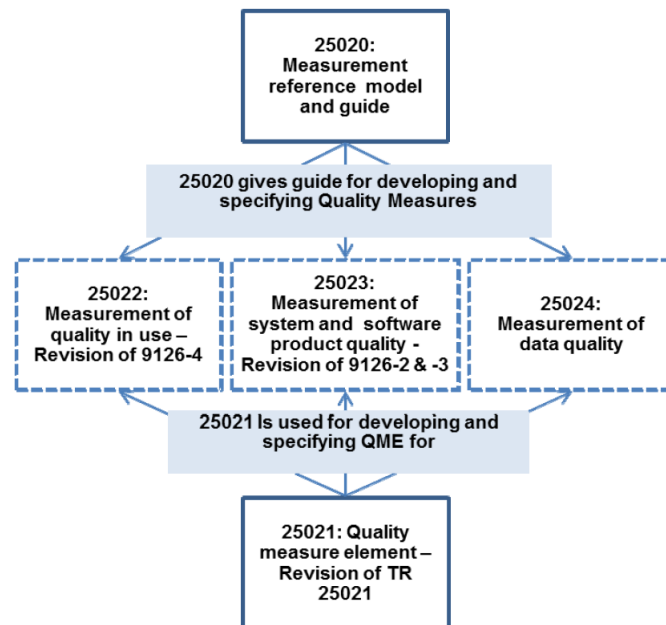 25020:
Measurement
reference model
and guide
25020 gives guide for developing and
specifying Quality Measures
25022:
Measurement of
quality in use –
Revision of 9126-4
25023:
Measurement of
system and software
product quality -
Revision of 9126-2 & -3
25024:
Measurement of
data quality
25021 Is used for developing and
specifying QME for
25021: Quality
measure element –
Revision of TR
25021